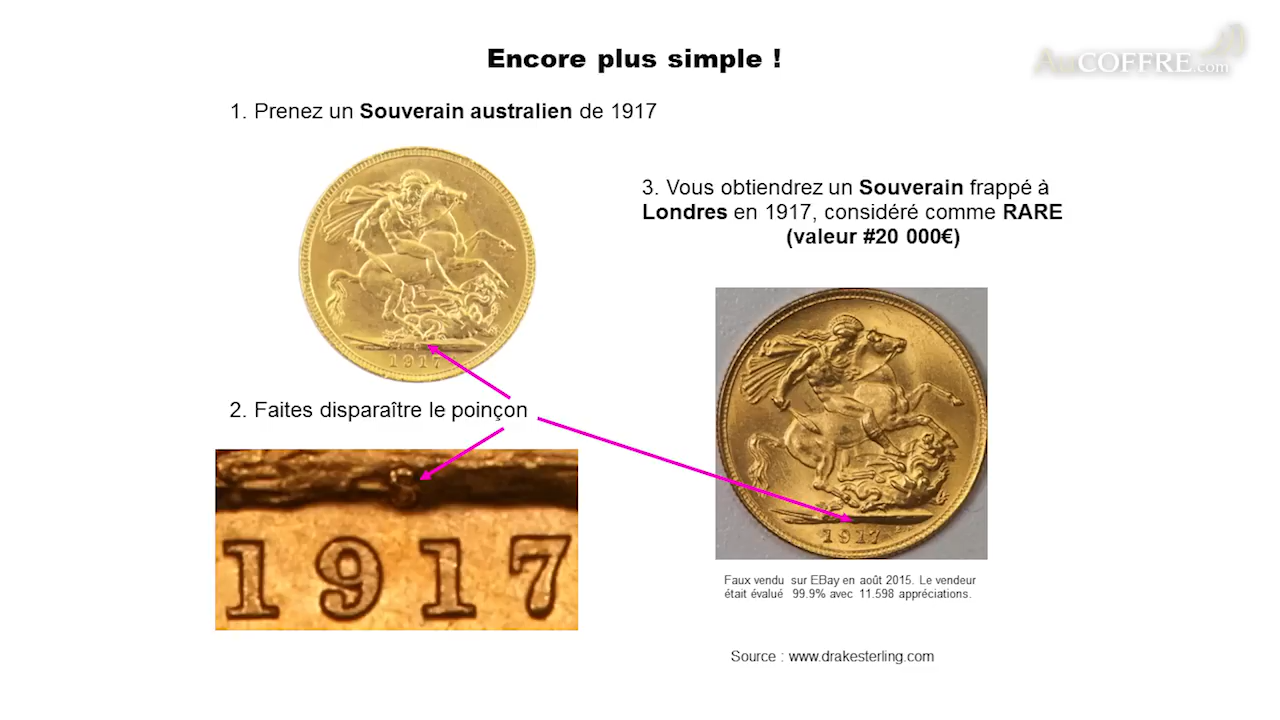 Encore plus simple !
AuCOFFRE.com
1. Prenez un Souverain australien de 1917
1917
2. Faites disparaître le poinçon
S
1917
3. Vous obtiendrez un Souverain frappé à
Londres en 1917, considéré comme RARE
(valeur #20 000€)
1917
Faux vendu sur EBay en août 2015. Le vendeur
était évalué 99.9% avec 11.598 appréciations.
Source : www.drakesterling.com